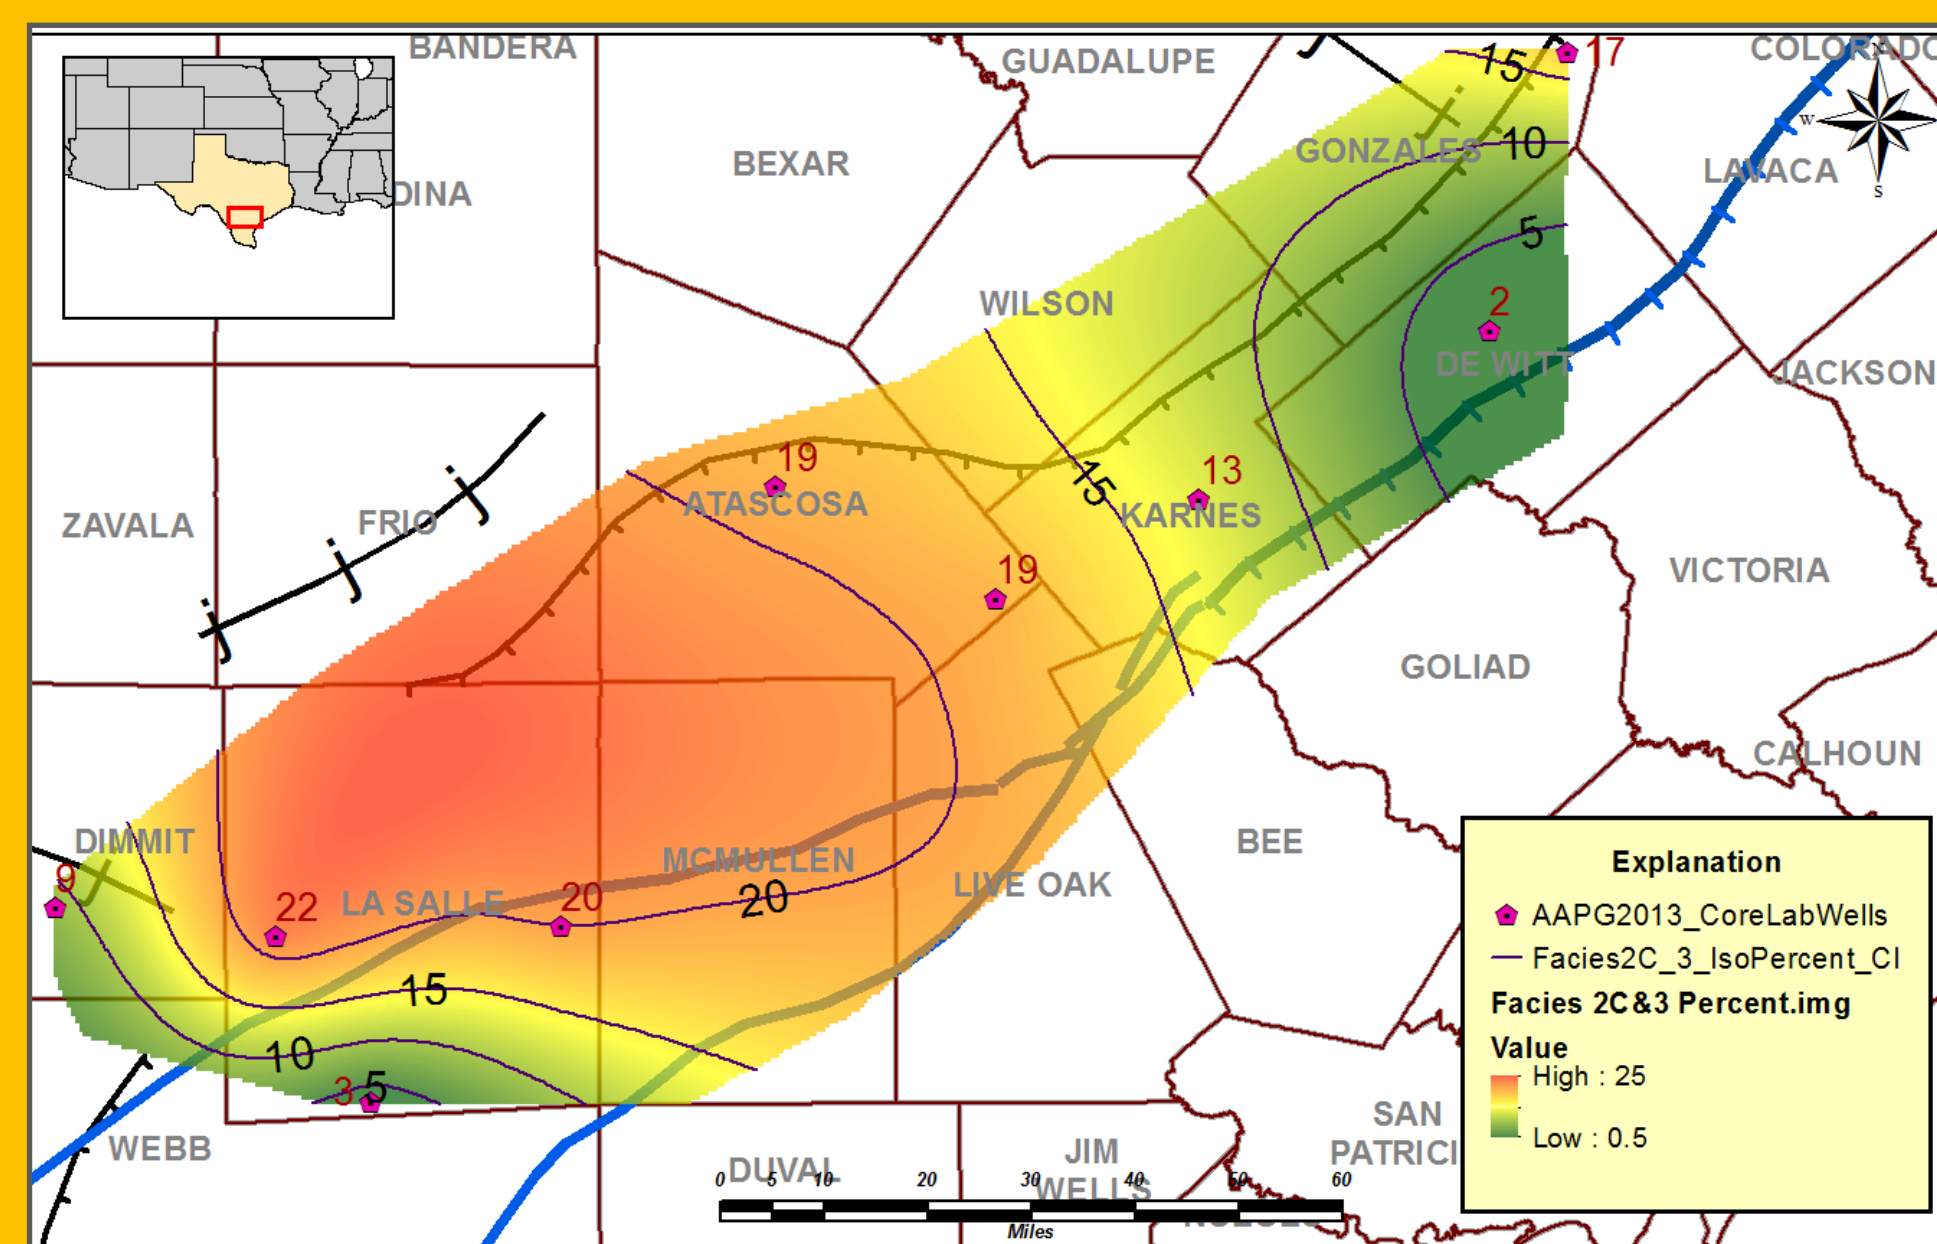 BANDERA
GUADALUPE
15
17
COLORADO
N
W
S
GONZALES
10
LAVACA
BEXAR
DINA
5
WILSON
2
DE WITT
JACKSON
19
ATASCOSA
15
13
KARNES
ZAVALA
FRIO
19
VICTORIA
GOLIAD
CALHOUN
DIMMIT
9
22
LA SALLE
20
MCMULLEN
20
LIVE OAK
BEE
15
10
3
5
WEBB
DUVAL
JIM
WELLS
SAN
PATRICI
0 5 10 20 30 40 50 60
Miles
Explanation
AAPG2013_CoreLabWells
Facies2C_3_IsoPercent_CI
Facies 2C&3 Percent.img
Value
High : 25
Low : 0.5